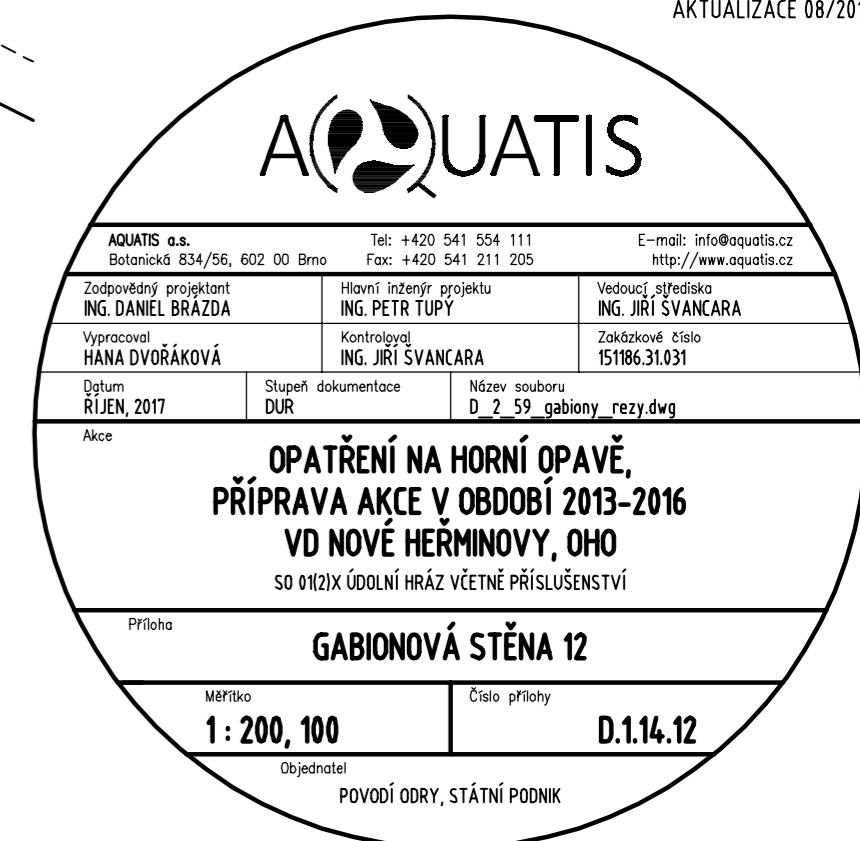 AKTUALIZACE 08/201
AQUATIS
AQUATIS a.s.
Botanická 834/56, 602 00 Brno
Tel: +420 541 554 111
Fax: +420 541 211 205
E-mail: info@aquatis.cz
http://www.aquatis.cz
Zodpovědný projektant
ING. DANIEL BRÁZDA
Hlavní inženýr projektu
ING. PETR TUPÝ
Vedoucí střediska
ING. JIŘÍ ŠVANCARA
Vypracoval
HANA DVOŘÁKOVÁ
Kontroloval
ING. JIŘÍ ŠVANCARA
Zakázkové číslo
151186.31.031
Datum
ŘÍJEN, 2017
Stupeň dokumentace
DUR
Název souboru
D_2_59_gabiony_rezy.dwg
Akce
OPATŘENÍ NA HORNÍ OPAVĚ,
PŘÍPRAVA AKCE V OBDOBÍ 2013-2016
VD NOVÉ HEŘMINOVY, OHO
SO 01(2)X ÚDOLNÍ HRÁZ VČETNĚ PŘÍSLUŠENSTVÍ
Příloha
GABIONOVÁ STĚNA 12
Měřítko
1 : 200, 100
Číslo přílohy
D.1.14.12
Objednatel
POVODÍ ODRY, STÁTNÍ PODNIK